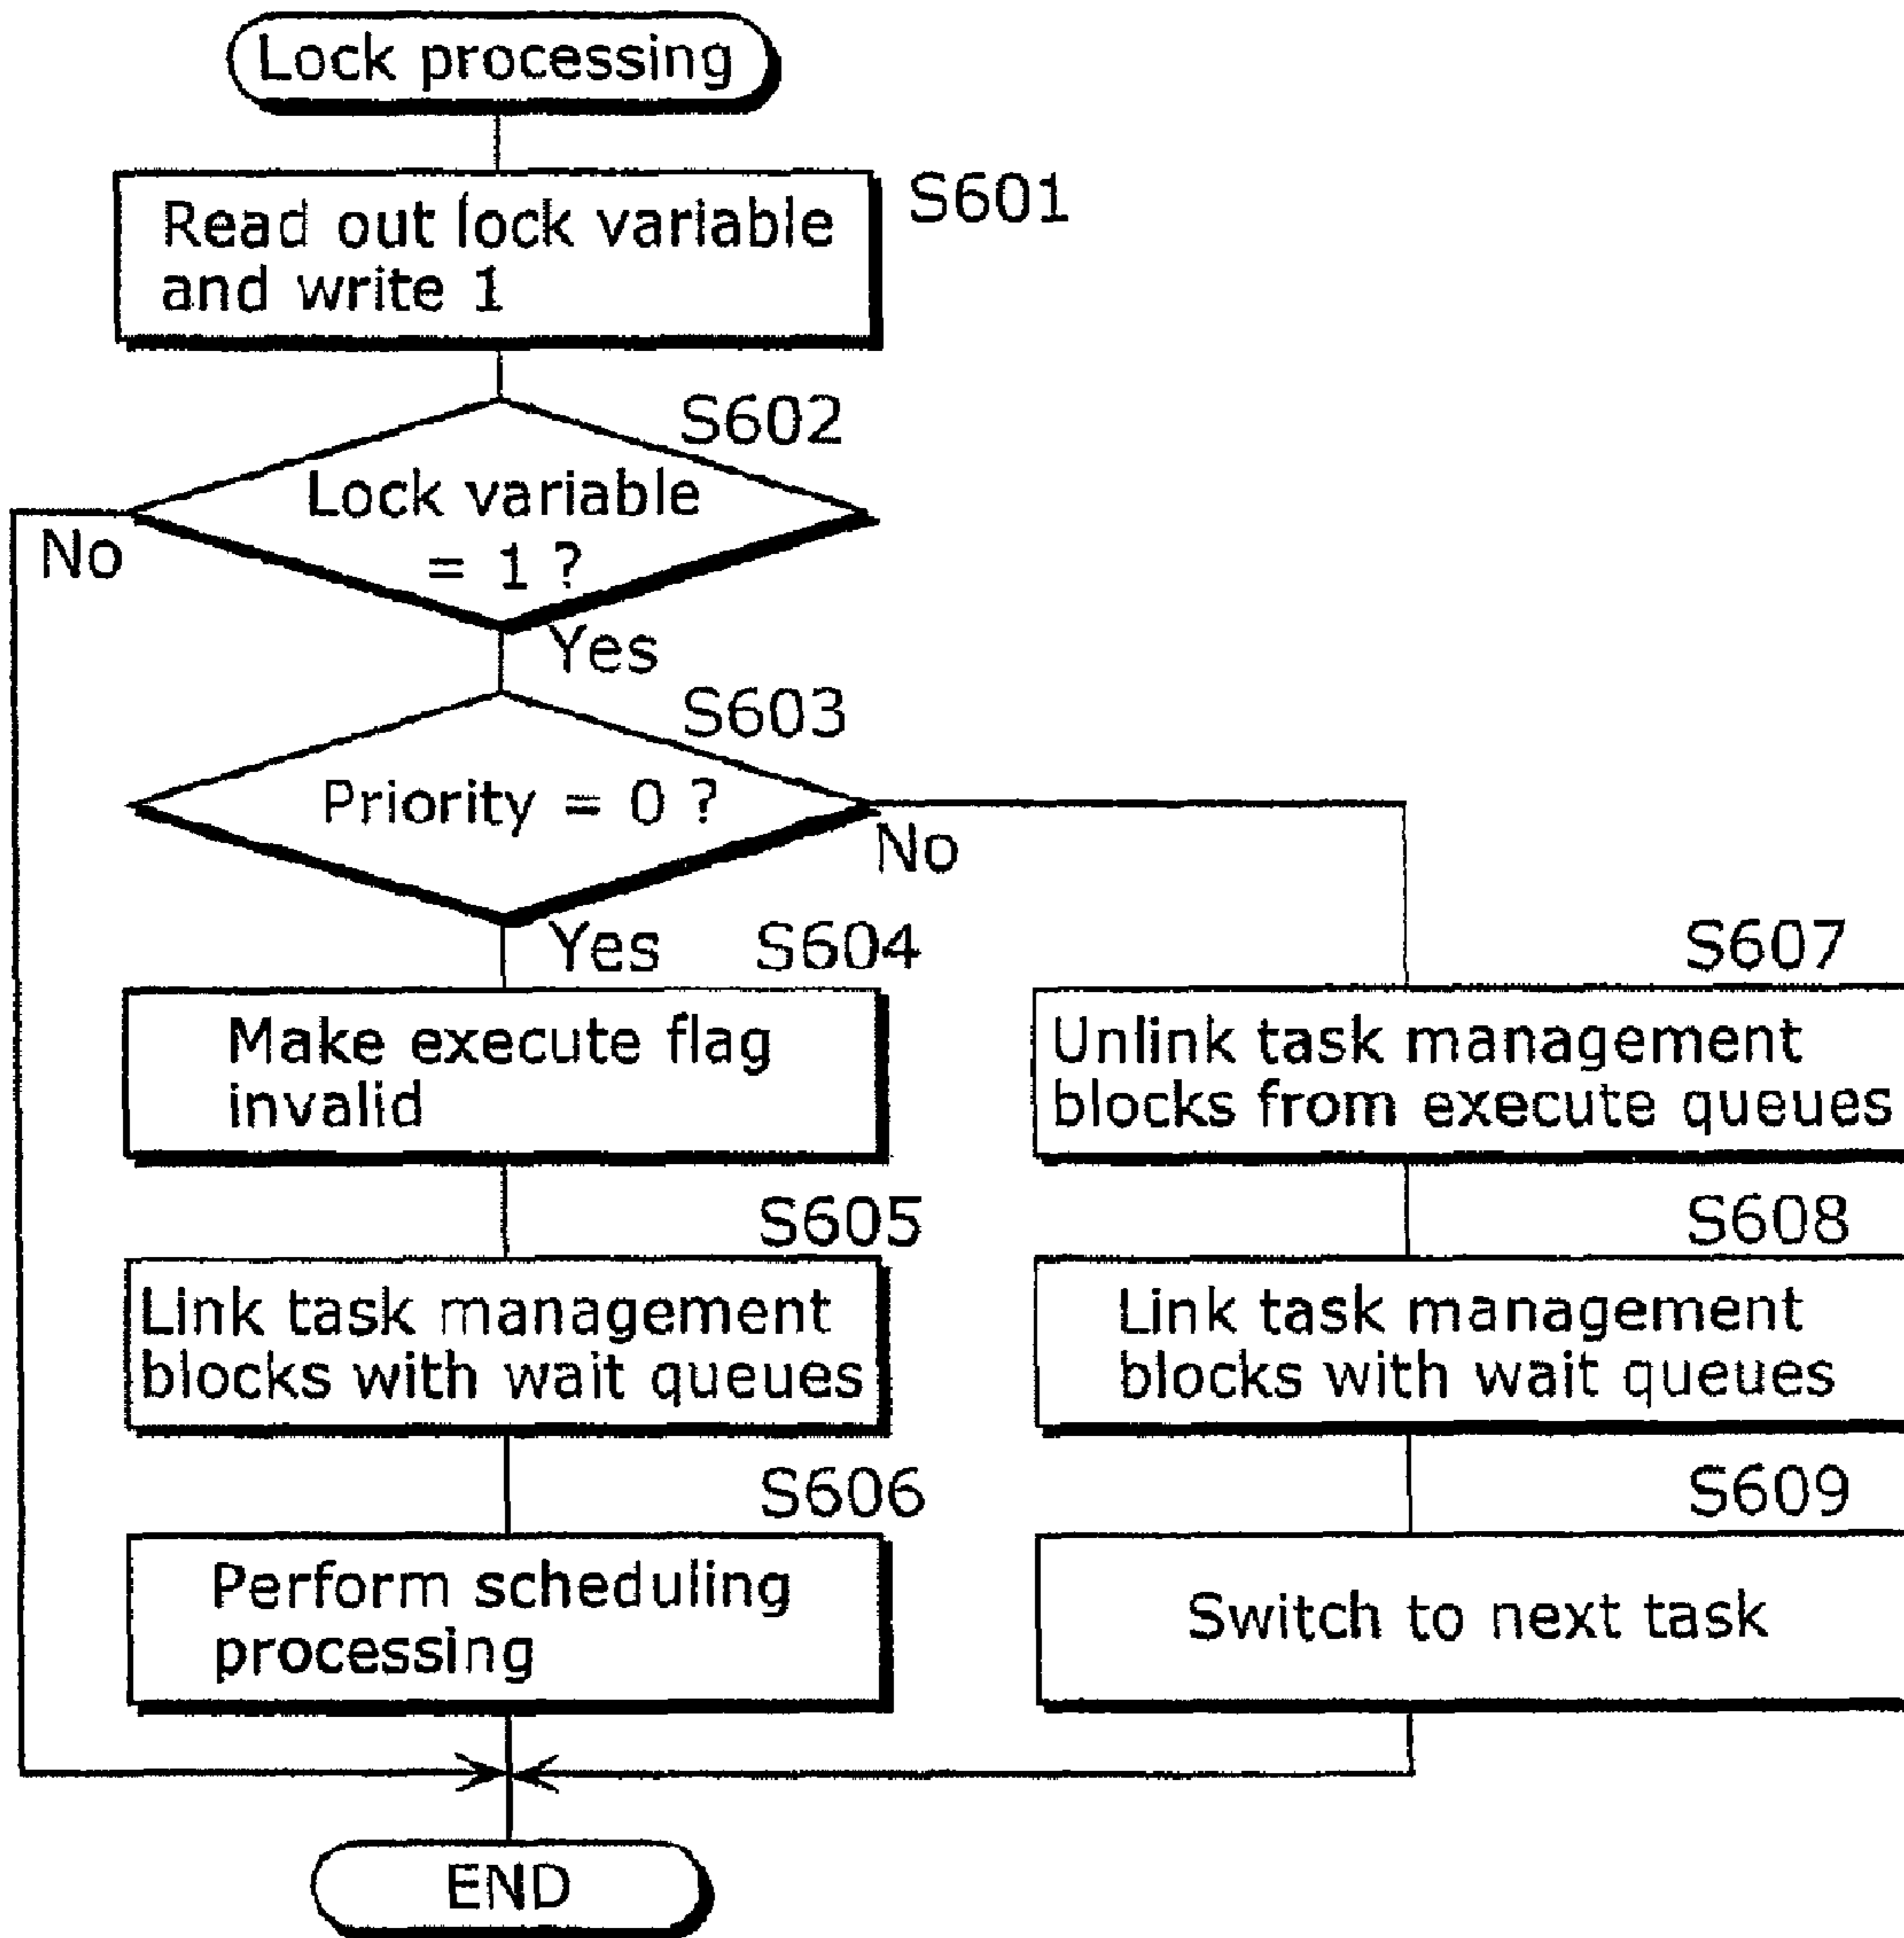 Lock processing
S601
Read out lock variable
and write 1
S602
Lock variable
= 1 ?
No
Yes
S603
Priority = 0 ?
No
Yes
S604
Make execute flag
invalid
S605
Link task management
blocks with wait queues
S606
Perform scheduling
processing
S607
Unlink task management
blocks from execute queues
S608
Link task management
blocks with wait queues
S609
Switch to next task
END